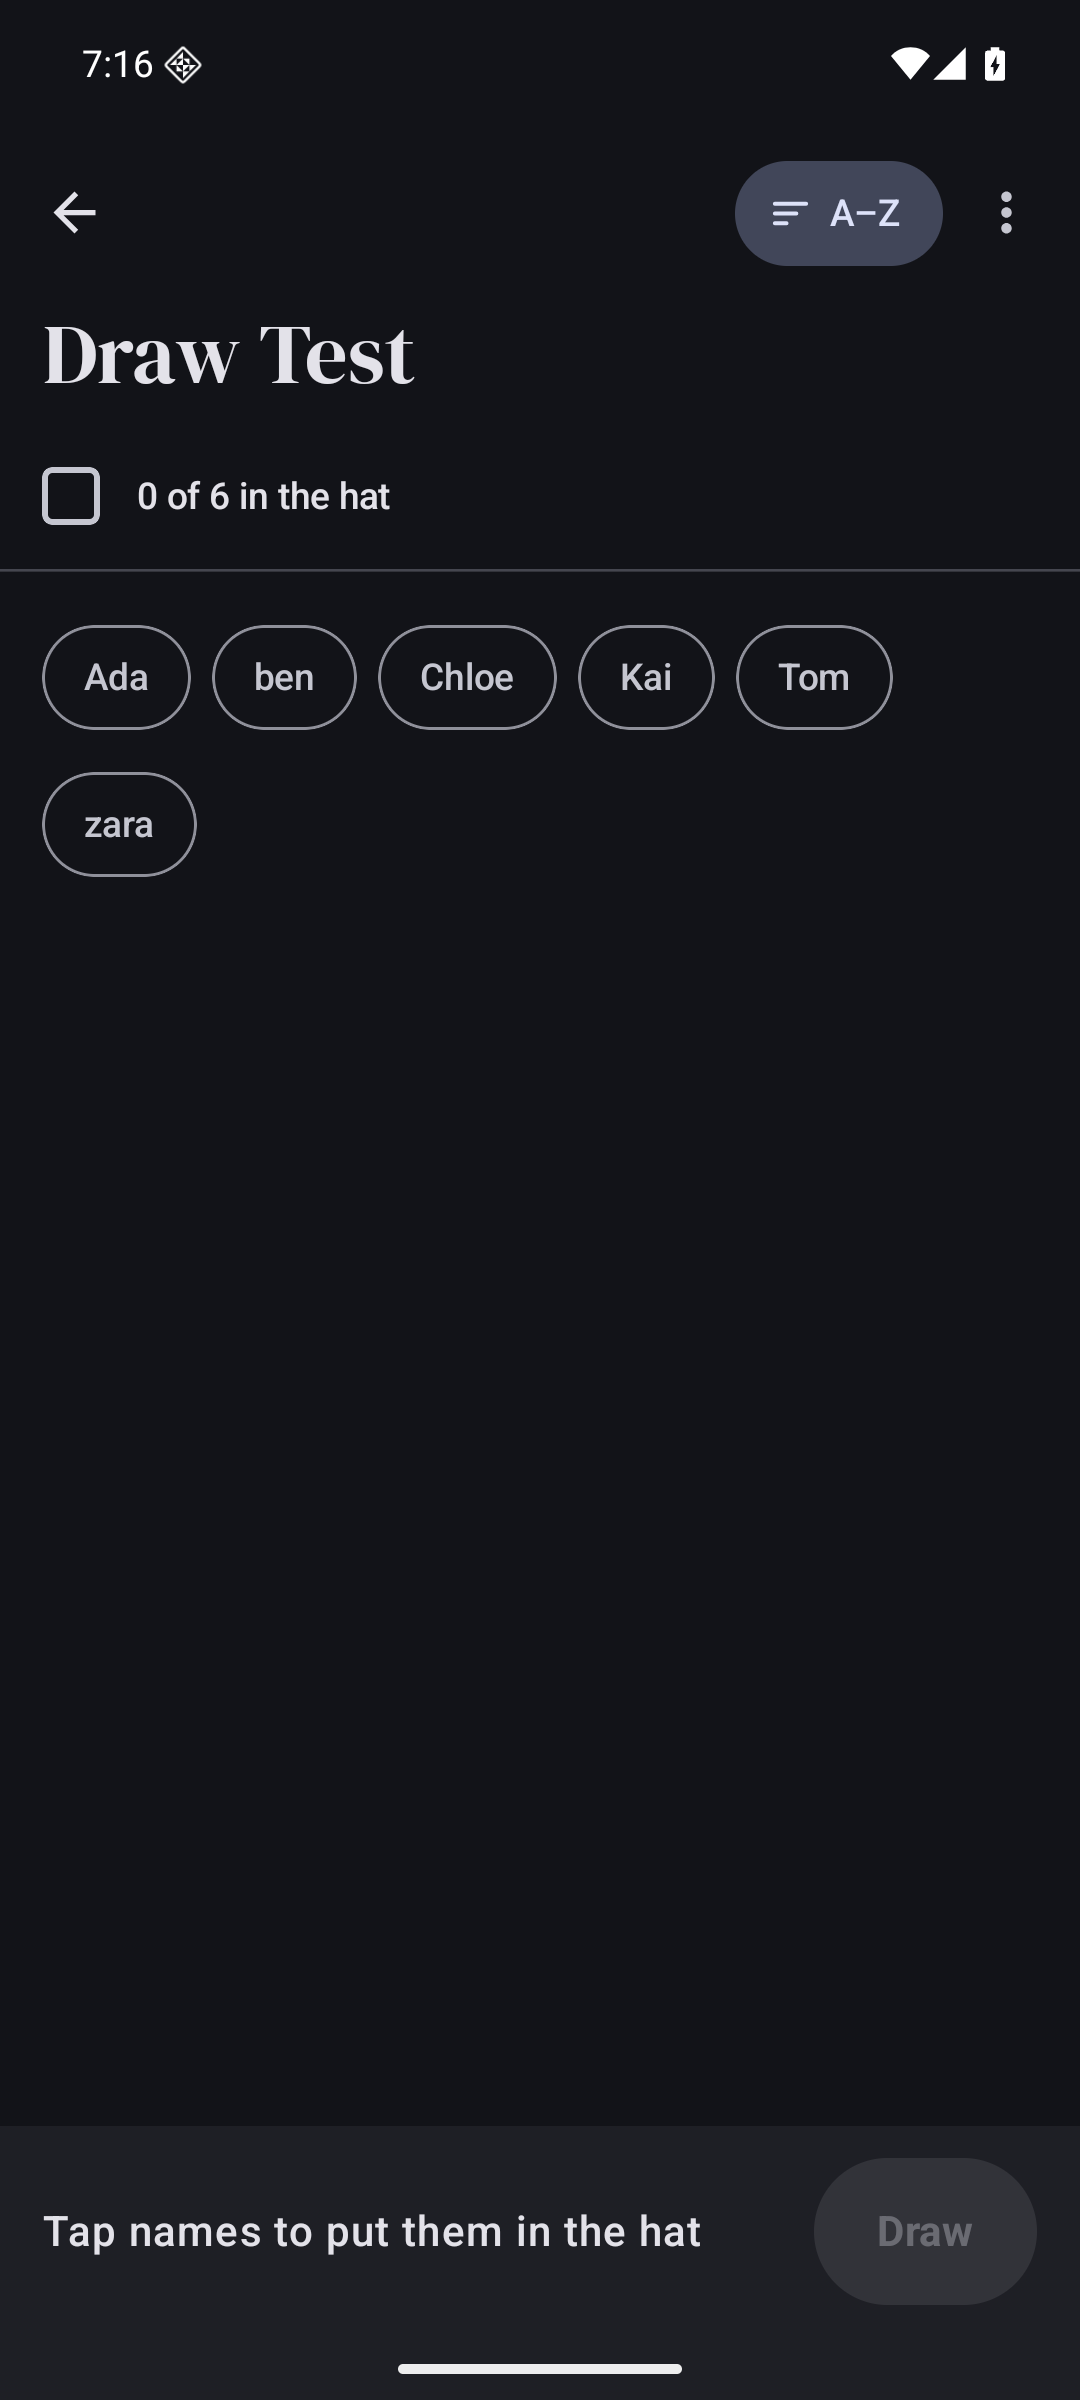 7:16
A–Z
Draw Test
0 of 6 in the hat
Ada ben Chloe Kai Tom
zara
Tap names to put them in the hat Draw